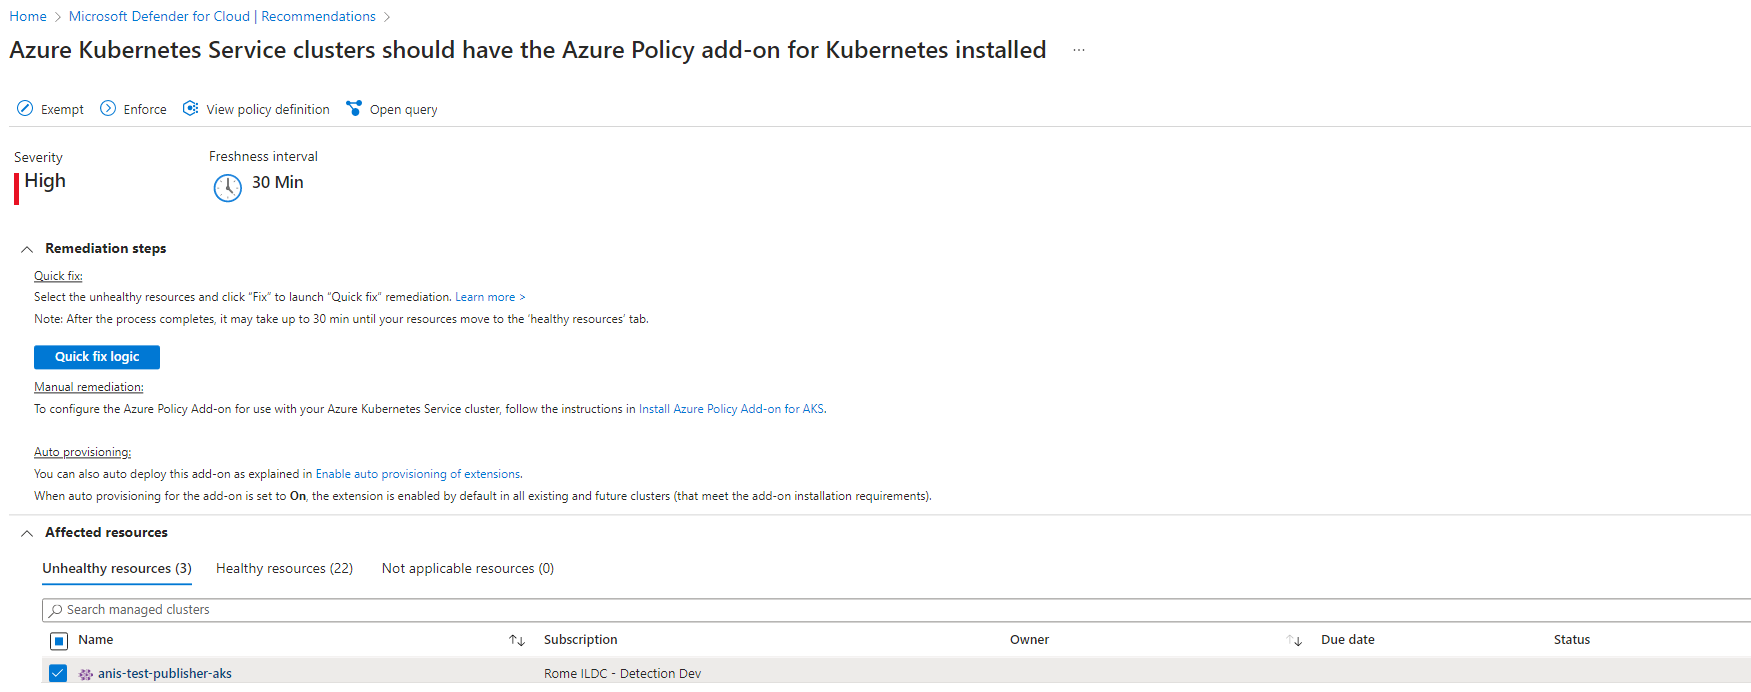 Home > Microsoft Defender for Cloud | Recommendations >
Azure Kubernetes Service clusters should have the Azure Policy add-on for Kubernetes installed ...
Exempt Enforce View policy definition Open query
Severity Freshness interval
High 30 Min
Remediation steps
Quick fix:
Select the unhealthy resources and click “Fix” to launch “Quick fix” remediation. Learn more >
Note: After the process completes, it may take up to 30 min until your resources move to the ‘healthy resources’ tab.
Quick fix logic
Manual remediation:
To configure the Azure Policy Add-on for use with your Azure Kubernetes Service cluster, follow the instructions in Install Azure Policy Add-on for AKS.
Auto provisioning:
You can also auto deploy this add-on as explained in Enable auto provisioning of extensions.
When auto provisioning for the add-on is set to On, the extension is enabled by default in all existing and future clusters (that meet the add-on installation requirements).
Affected resources
Unhealthy resources (3) Healthy resources (22) Not applicable resources (0)
Search managed clusters
Name ↑↓ Subscription Owner ↑↓ Due date Status
anis-test-publisher-aks Rome ILDC - Detection Dev